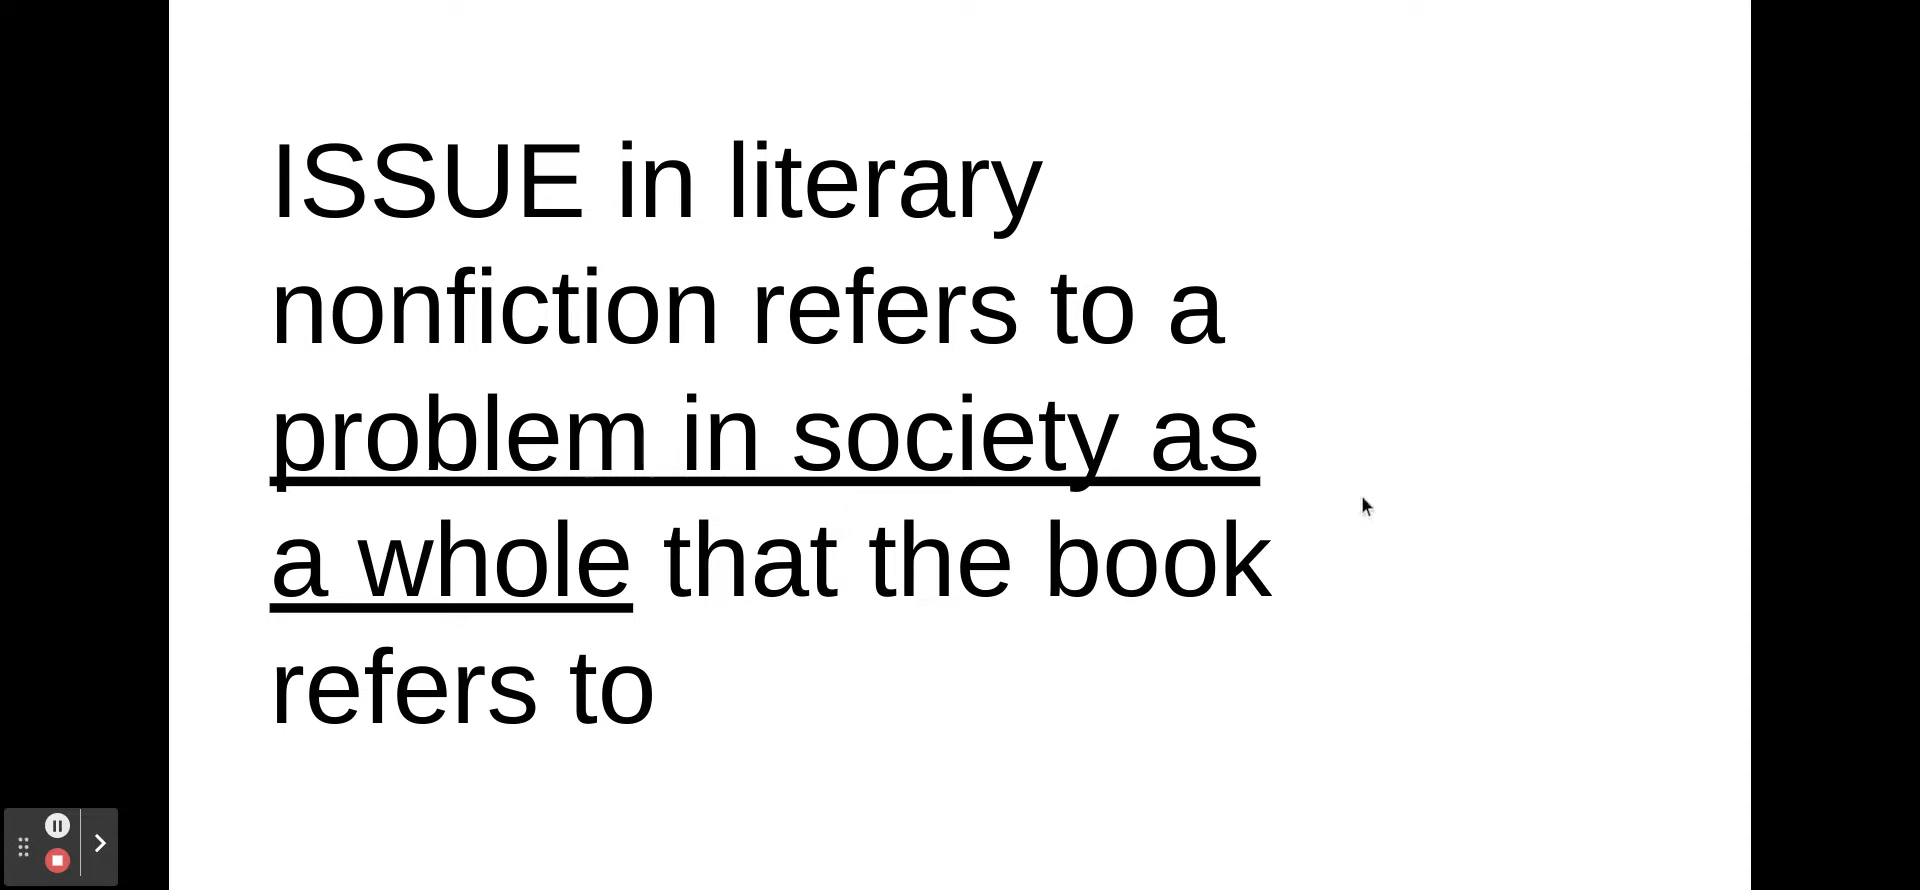 ISSUE in literary
nonfiction refers to a
problem in society as
a whole that the book
refers to